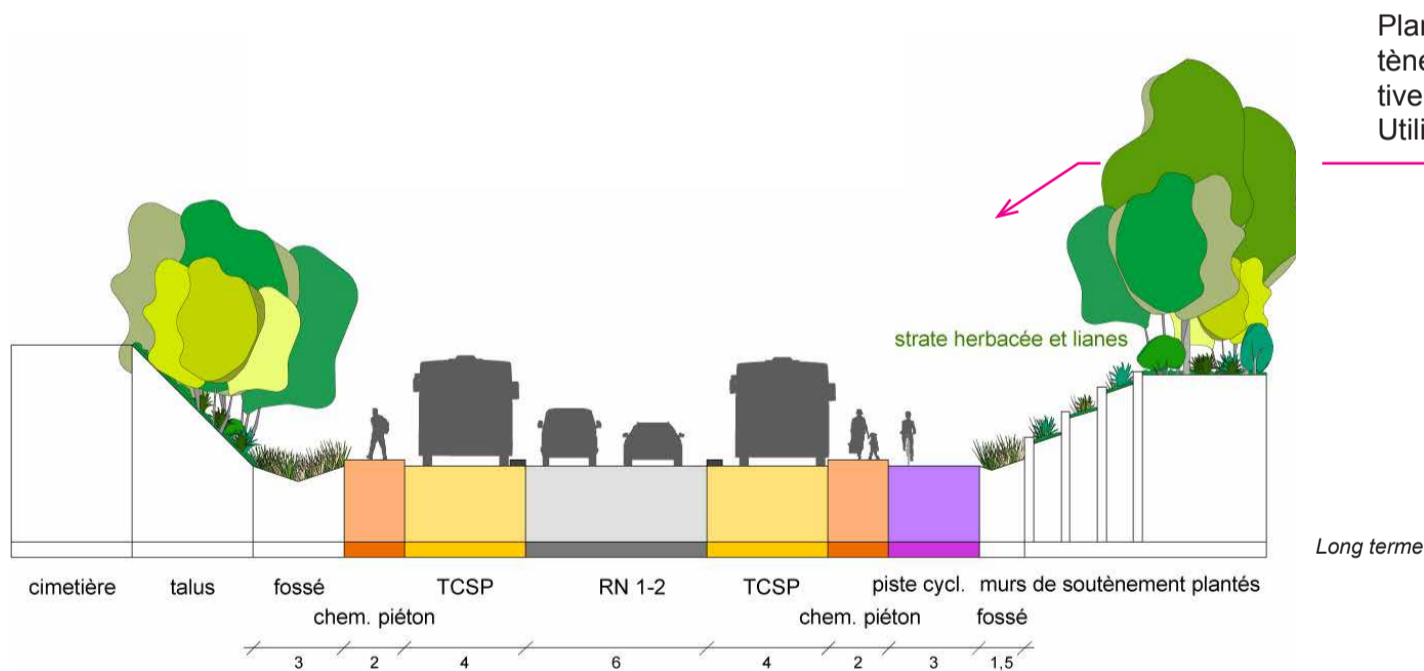 Plan
tène
tive
Utili
strate herbacée et lianes
Long terme
cimetière talus fossé TCSP RN 1-2 TCSP piste cycl. murs de soutènement plantés
chem. piéton chem. piéton fossé
3 2 4 6 4 2 3 1,5